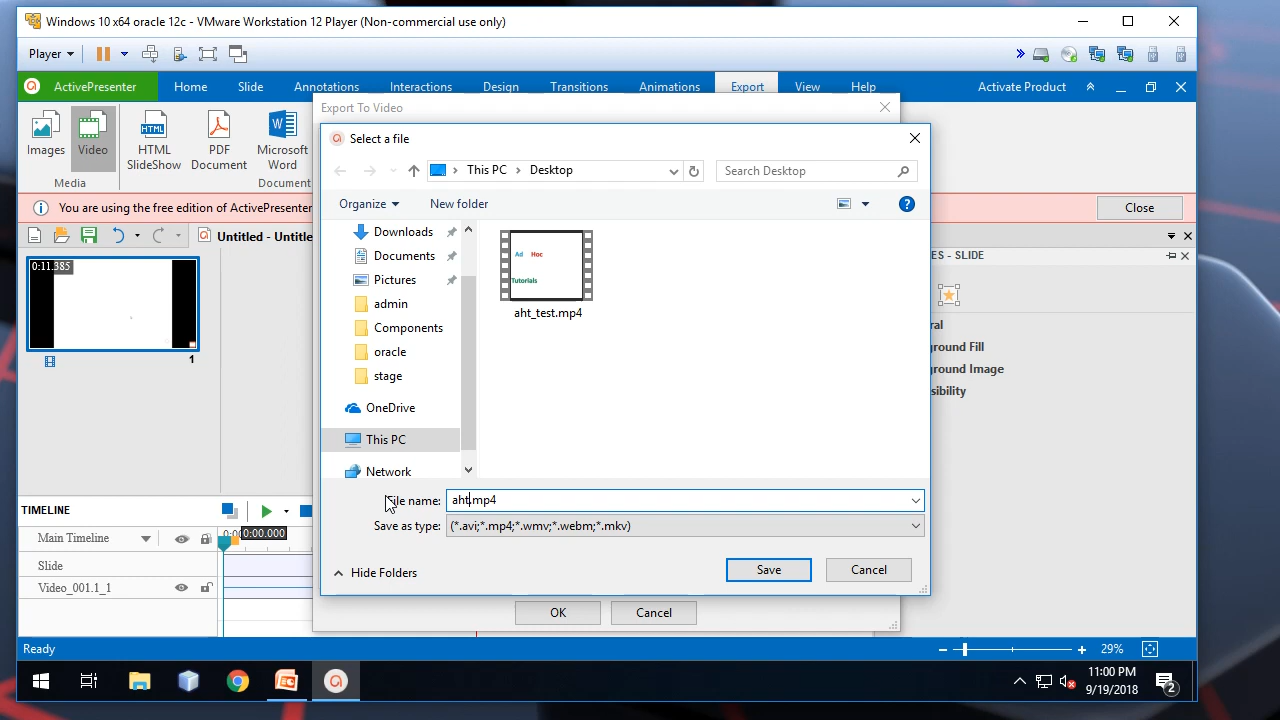 Windows 10 x64 oracle 12c - VMware Workstation 12 Player (Non-commercial use only)
Player
ActivePresenter Home Slide Annotations Interactions Design Transitions Animations Export View Help Activate Product
Images Video HTML SlideShow PDF Document Microsoft Word
Media Document
You are using the free edition of ActivePresenter Close
Untitled - Untitle
0:11.385
1
Export To Video
Select a file
This PC Desktop Search Desktop
Organize New folder
Downloads
Documents
Pictures
admin
Components
oracle
stage
OneDrive
This PC
Network
Ad Hoc
Tutorials
aht_test.mp4
File name: aht.mp4
Save as type: (*.avi;*.mp4;*.wmv;*.webm;*.mkv)
Hide Folders Save Cancel
OK Cancel
ES - SLIDE
ral
ground Fill
ground Image
sibility
TIMELINE
Main Timeline 0:00.000
Slide
Video_001.1_1
Ready 29%
11:00 PM
9/19/2018
2